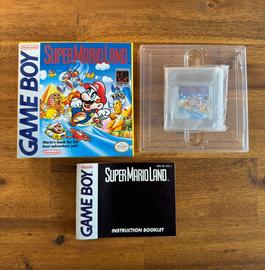 GAME BOY
Nintendo
SUPER MARIO LAND
Mario's back for his
best adventure yet!
Nintendo
GAME BOY
SUPER MARIO LAND
INSTRUCTION BOOKLET